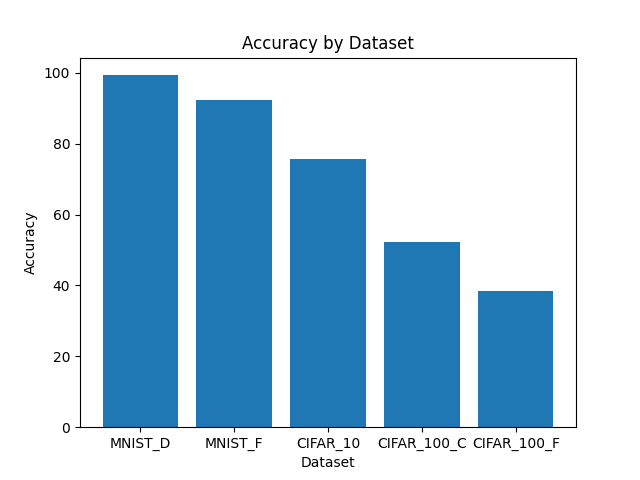 Accuracy by Dataset
Accuracy
100
80
60
40
20
0
MNIST_D MNIST_F CIFAR_10 CIFAR_100_C CIFAR_100_F
Dataset